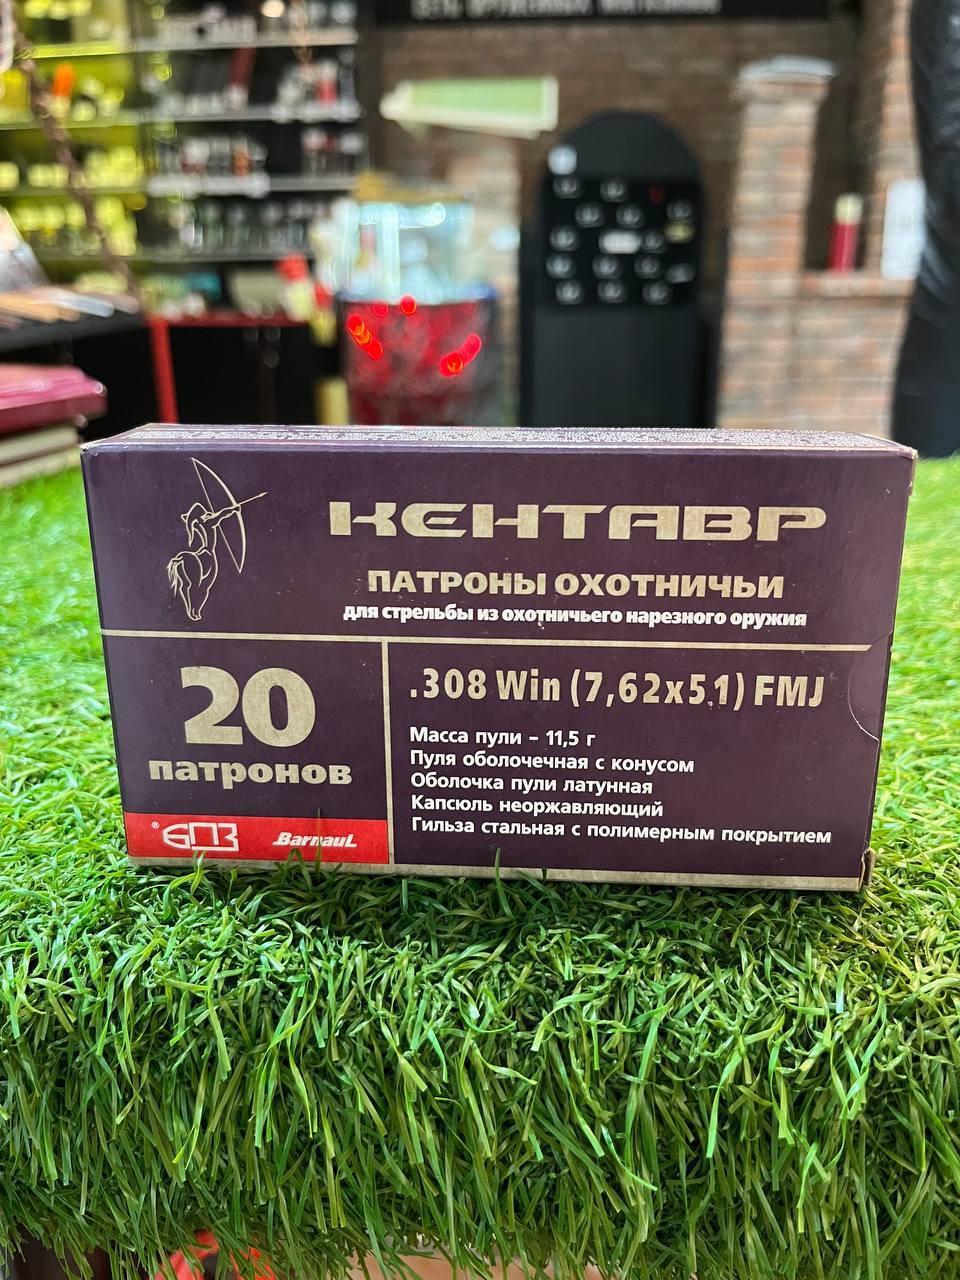 КЕНТАВР
ПАТРОНЫ ОХОТНИЧЬИ
для стрельбы из охотничьего нарезного оружия
20
патронов
.308 Win (7,62x51) FMJ
Масса пули – 11,5 г
Пуля оболочечная с конусом
Оболочка пули латунная
Капсюль неоржавляющий
Гильза стальная с полимерным покрытием
® БПЗ BarnauL